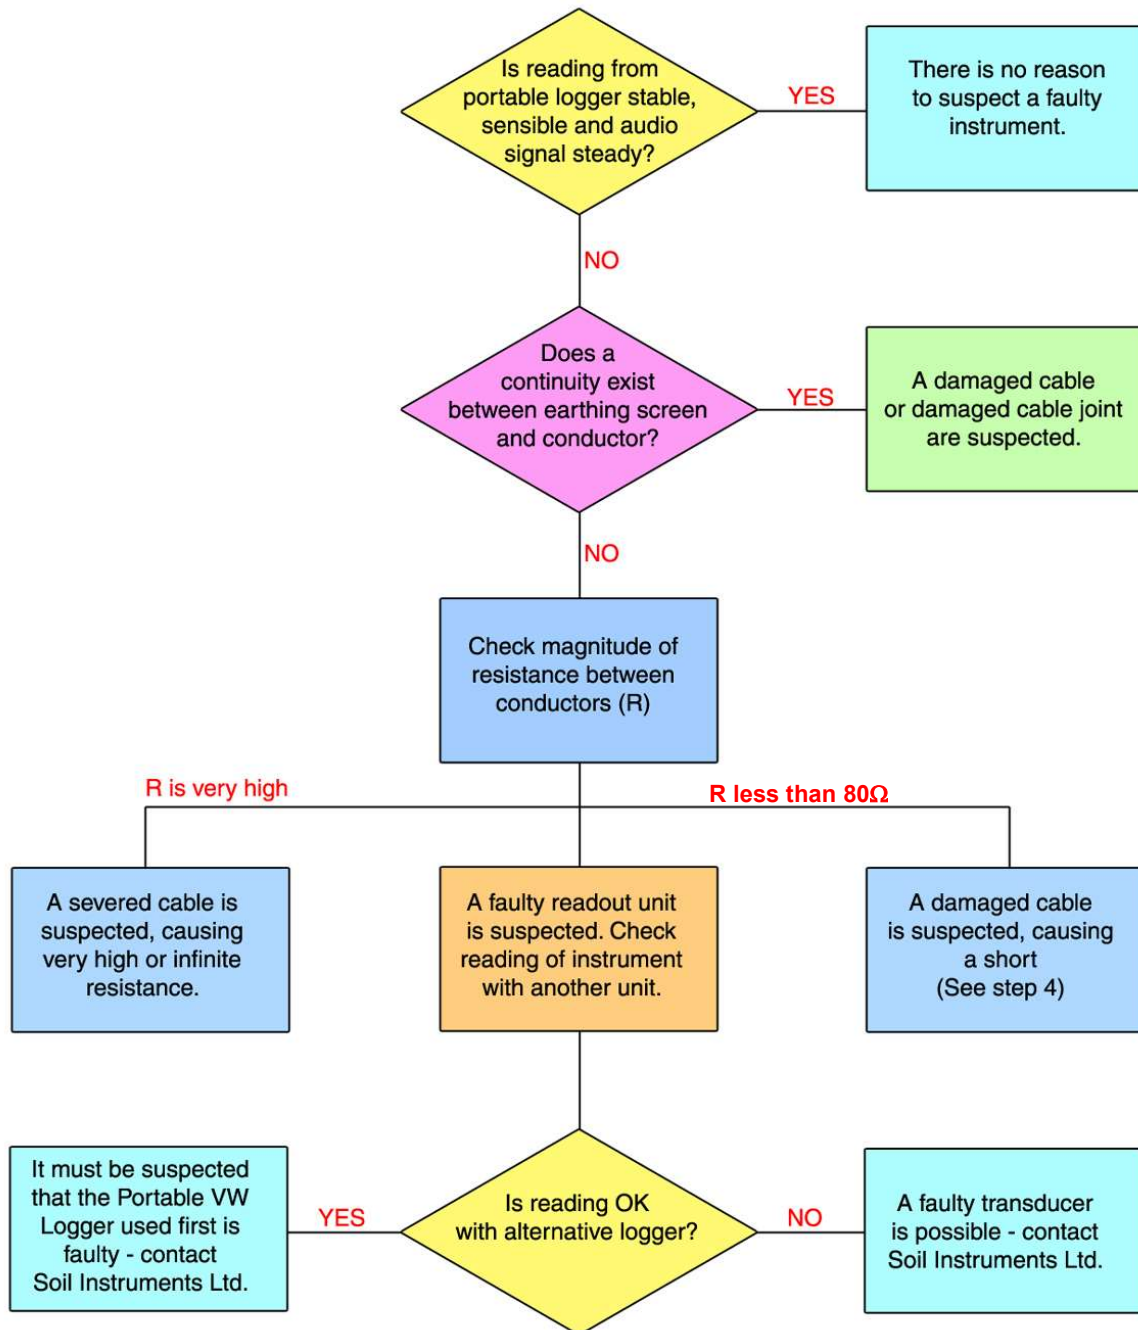 Is reading from
portable logger stable,
sensible and audio
signal steady?
YES
There is no reason
to suspect a faulty
instrument.
NO
Does a
continuity exist
between earthing screen
and conductor?
YES
A damaged cable
or damaged cable joint
are suspected.
NO
Check magnitude of
resistance between
conductors (R)
R is very high
R less than 80Ω
A severed cable is
suspected, causing
very high or infinite
resistance.
A faulty readout unit
is suspected. Check
reading of instrument
with another unit.
A damaged cable
is suspected, causing
a short
(See step 4)
It must be suspected
that the Portable VW
Logger used first is
faulty - contact
Soil Instruments Ltd.
YES
Is reading OK
with alternative logger?
NO
A faulty transducer
is possible - contact
Soil Instruments Ltd.